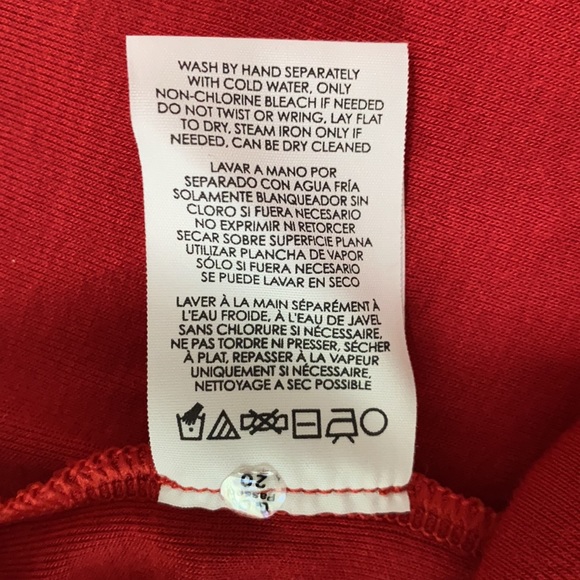 WASH BY HAND SEPARATELY
WITH COLD WATER, ONLY
NON-CHLORINE BLEACH IF NEEDED
DO NOT TWIST OR WRING, LAY FLAT
TO DRY, STEAM IRON ONLY IF
NEEDED, CAN BE DRY CLEANED
LAVAR A MANO POR
SEPARADO CON AGUA FRÍA
SOLAMENTE BLANQUEADOR SIN
CLORO SI FUERA NECESARIO
NO EXPRIMIR NI RETORCER
SECAR SOBRE SUPERFICIE PLANA
UTILIZAR PLANCHA DE VAPOR
SÓLO SI FUERA NECESARIO
SE PUEDE LAVAR EN SECO
LAVER À LA MAIN SÉPARÉMENT À
L'EAU FROIDE, À L'EAU DE JAVEL
SANS CHLORURE SI NÉCESSAIRE,
NE PAS TORDRE NI PRESSER, SÉCHER
À PLAT, REPASSER À LA VAPEUR
UNIQUEMENT SI NÉCESSAIRE,
NETTOYAGE A SEC POSSIBLE
20